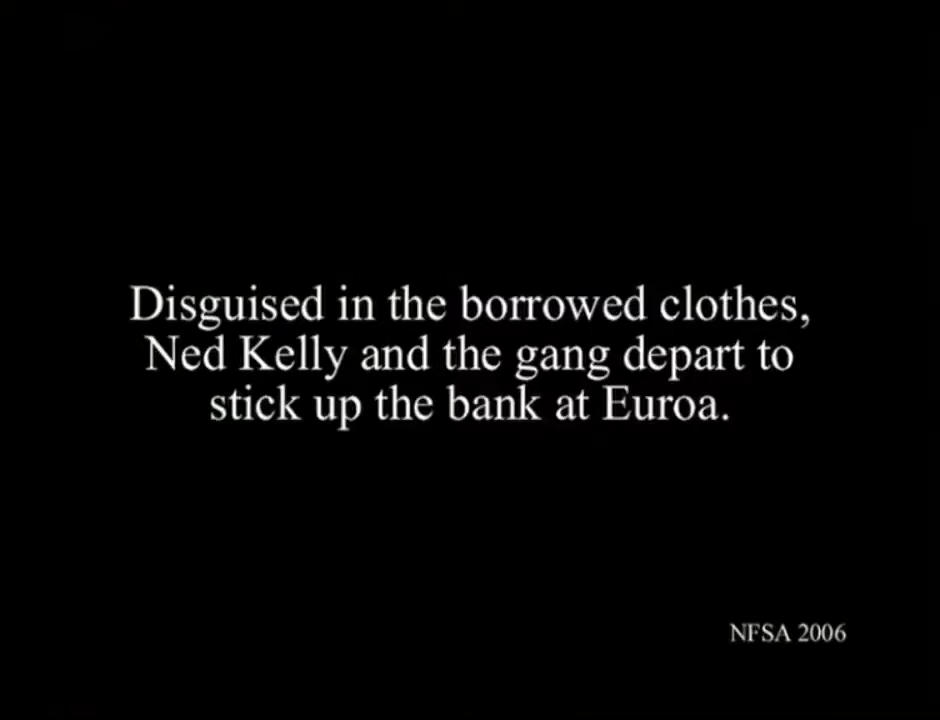 Disguised in the borrowed clothes,
Ned Kelly and the gang depart to
stick up the bank at Euroa.
NFSA 2006